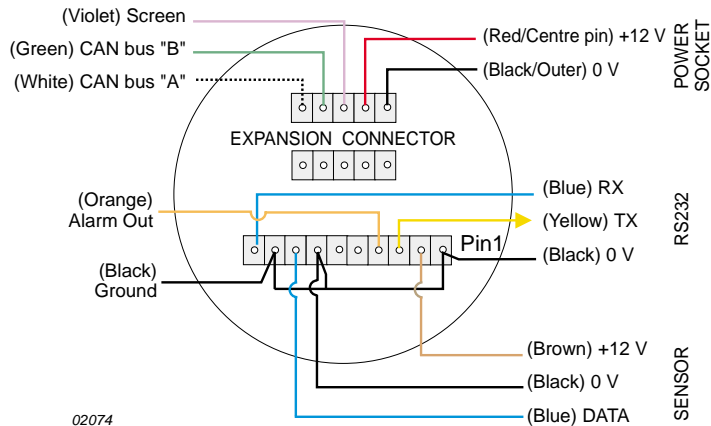 (Violet) Screen
(Green) CAN bus "B"
(White) CAN bus "A"
(Red/Centre pin) +12 V
(Black/Outer) 0 V
POWER
SOCKET
EXPANSION CONNECTOR
(Orange)
Alarm Out
(Blue) RX
(Yellow) TX
(Black) 0 V
RS232
Pin1
(Black)
Ground
(Brown) +12 V
(Black) 0 V
(Blue) DATA
SENSOR
02074